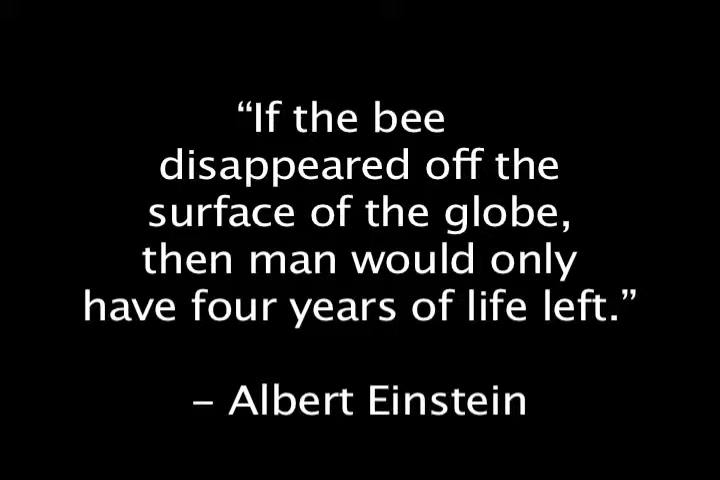 “If the bee
disappeared off the
surface of the globe,
then man would only
have four years of life left.”
– Albert Einstein